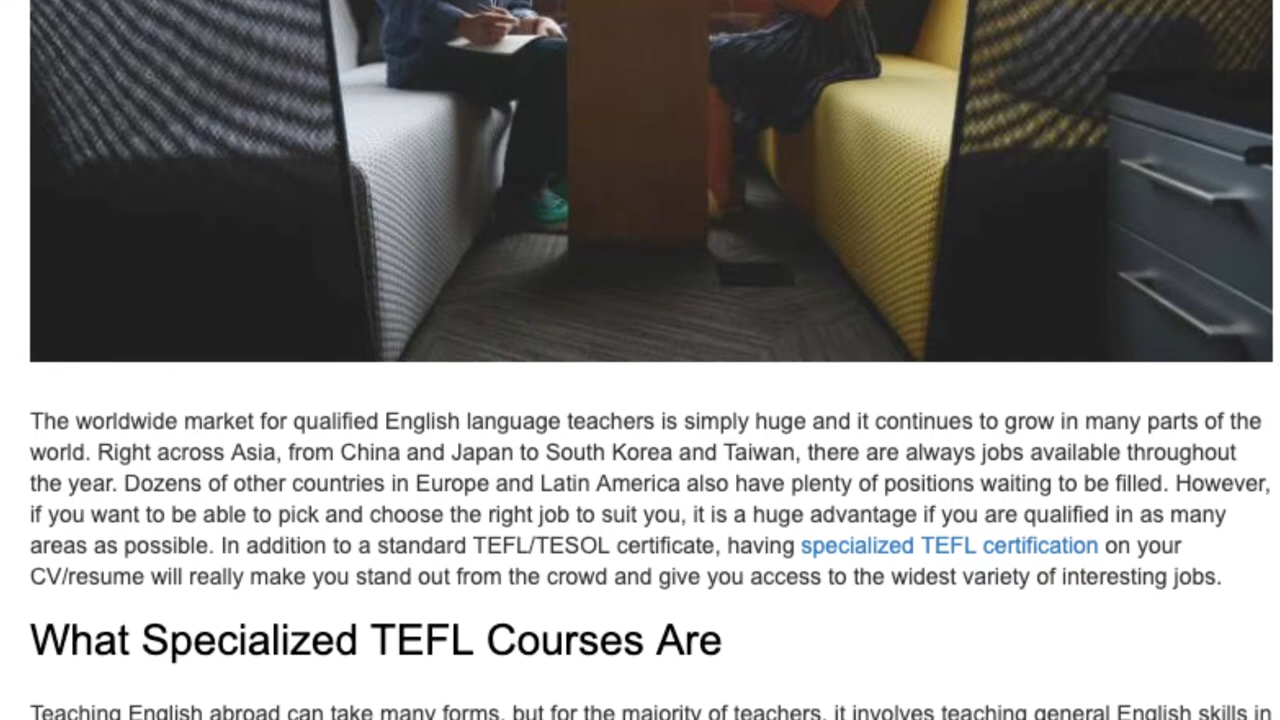 The worldwide market for qualified English language teachers is simply huge and it continues to grow in many parts of the
world. Right across Asia, from China and Japan to South Korea and Taiwan, there are always jobs available throughout
the year. Dozens of other countries in Europe and Latin America also have plenty of positions waiting to be filled. However,
if you want to be able to pick and choose the right job to suit you, it is a huge advantage if you are qualified in as many
areas as possible. In addition to a standard TEFL/TESOL certificate, having specialized TEFL certification on your
CV/resume will really make you stand out from the crowd and give you access to the widest variety of interesting jobs.
What Specialized TEFL Courses Are
Teaching English abroad can take many forms, but for the majority of teachers, it involves teaching general English skills in